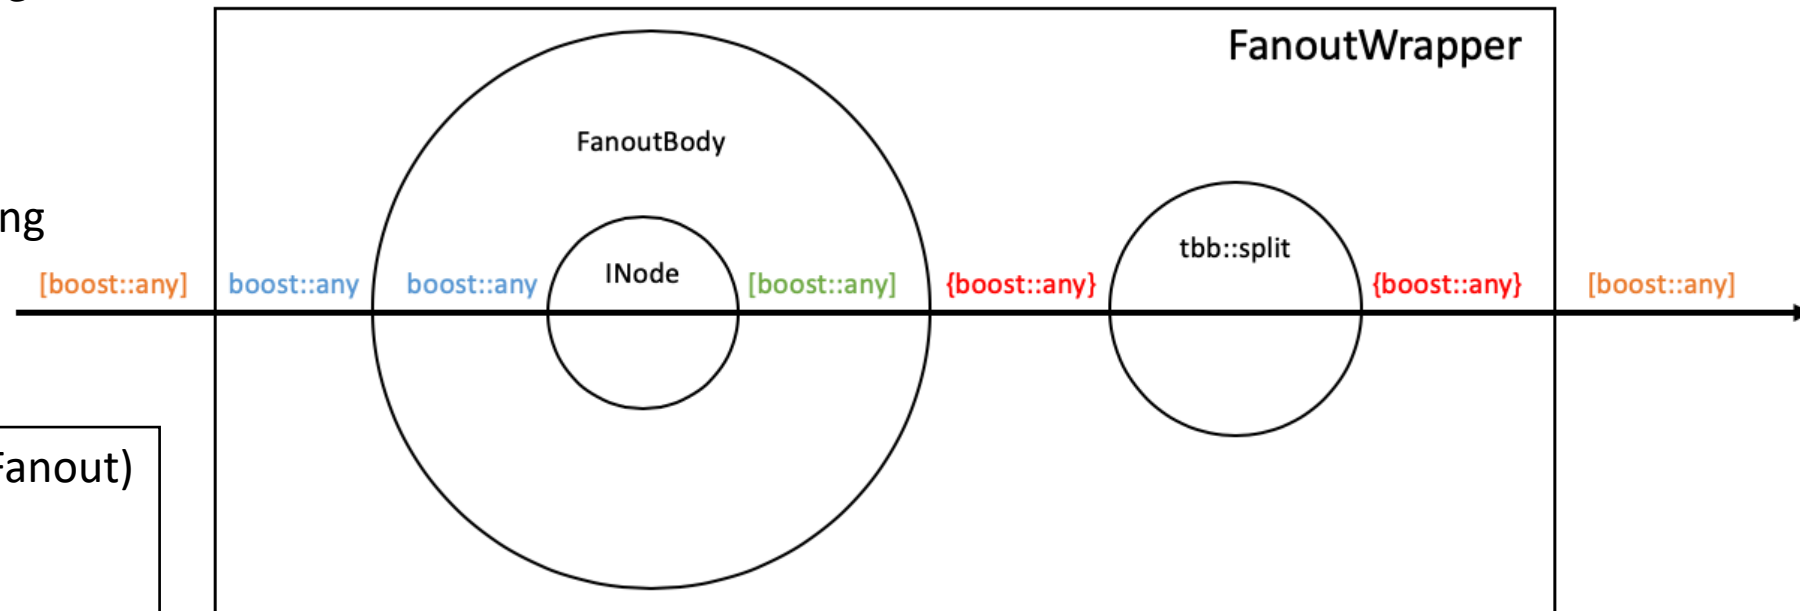 FanoutWrapper
FanoutBody
ng
tbb::split
INode
[boost::any] boost::any boost::any [boost::any] {boost::any} {boost::any} [boost::any]
Fanout)